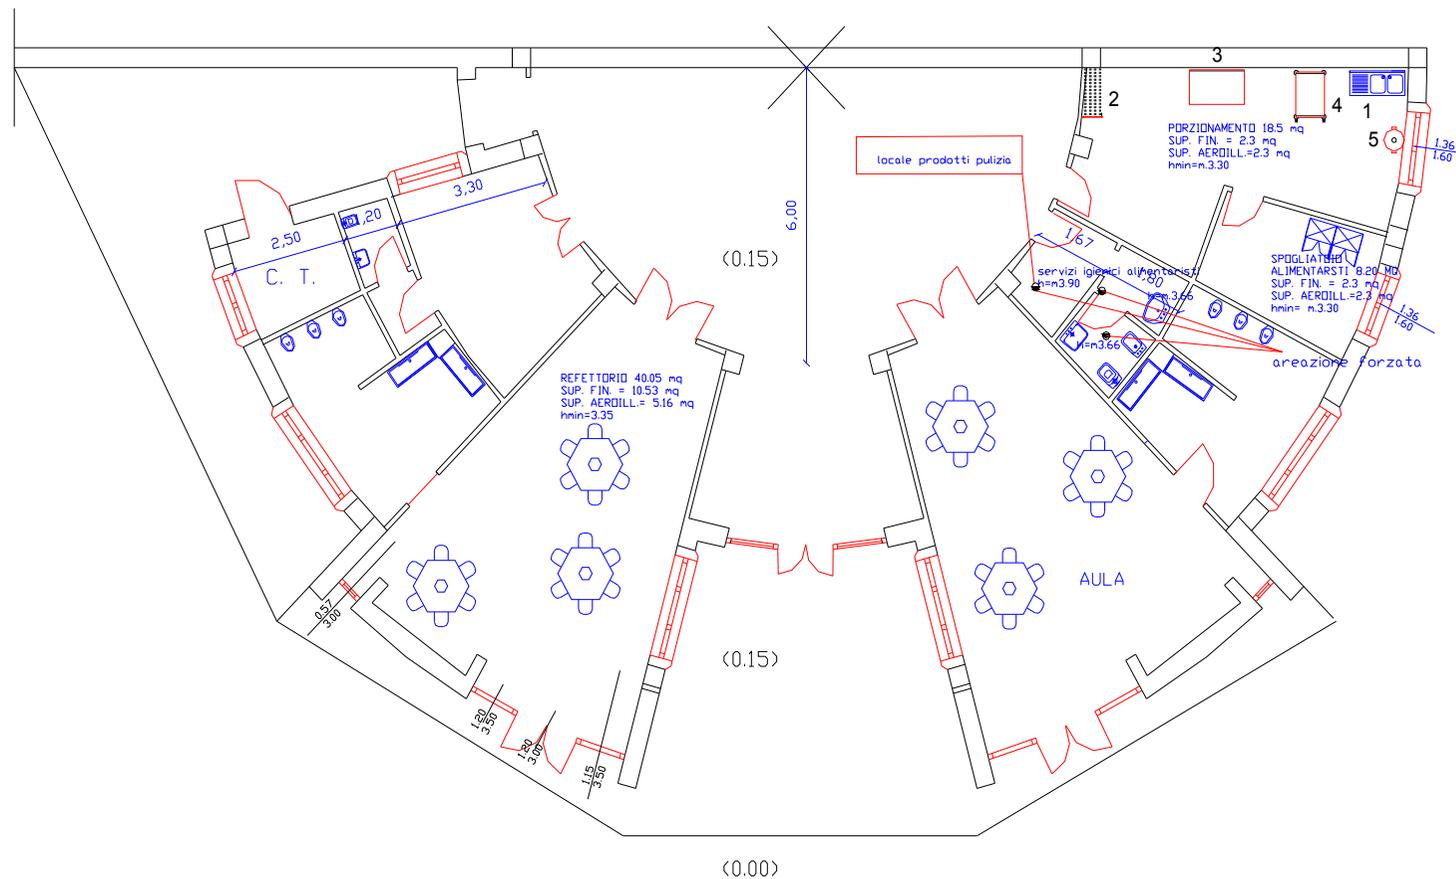 3
2
4
1
5
PORZIONAMENTO 18.5 mq
SUP. FIN. = 2.3 mq
SUP. AEROILL.=2.3 mq
hmin=m.3.30
1.36
1.60
locale prodotti pulizia
3,30
1,20
2,50
C. T.
6,00
(0.15)
1,67
servizi igienici alimentaristi
h=m3.90
h=m.3.66
h=m3.66
SPOGLIATOIO
ALIMENTARSTI 8.20 MQ
SUP. FIN. = 2.3 mq
SUP. AEROILL.=2.3 mq
hmin= m.3.30
1.36
1.60
areazione forzata
REFETTORIO 40.05 mq
SUP. FIN. = 10.53 mq
SUP. AEROILL.= 5.16 mq
hmin=3.35
AULA
0.57
3.00
(0.15)
1.20
3.50
1.20
3.00
1.15
3.50
(0.00)